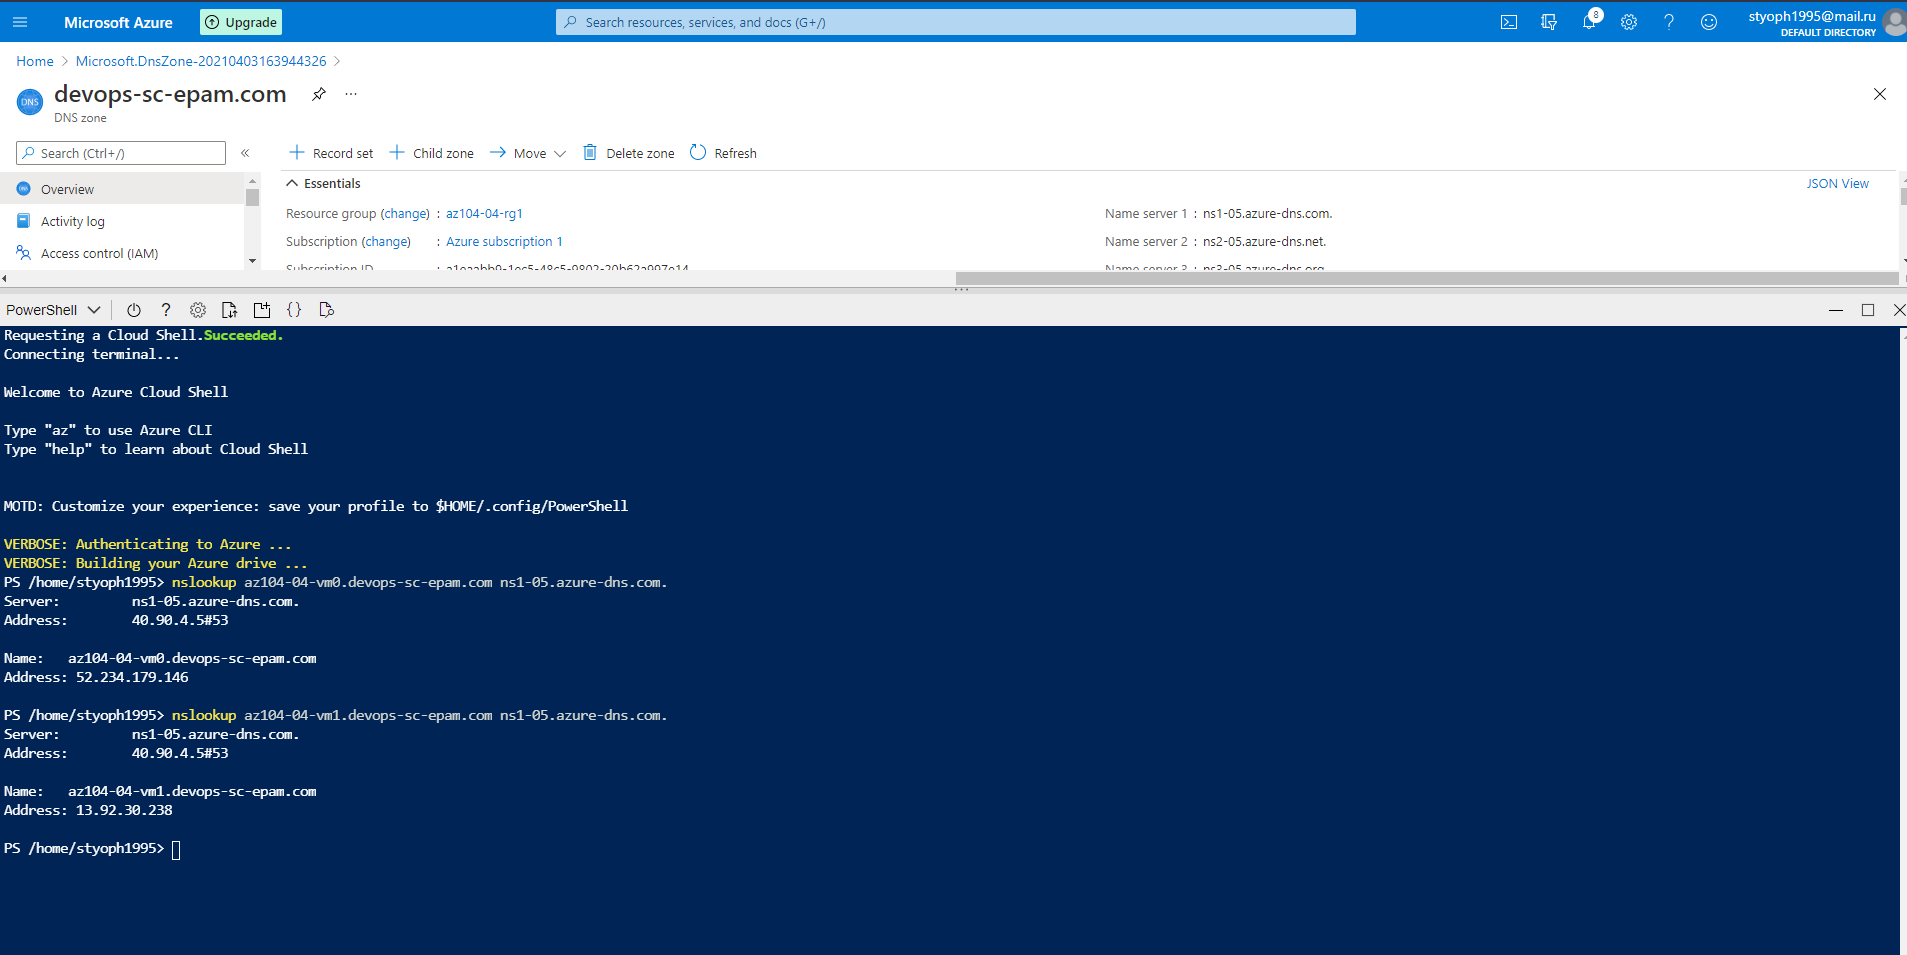 Microsoft Azure Upgrade Search resources, services, and docs (G+/) 8 ? styoph1995@mail.ru
DEFAULT DIRECTORY
Home > Microsoft.DnsZone-20210403163944326 >
DNS devops-sc-epam.com ...
DNS zone
Search (Ctrl+/) « + Record set + Child zone → Move Delete zone Refresh
Overview
Activity log
Access control (IAM)
Essentials JSON View
Resource group (change) : az104-04-rg1
Subscription (change) : Azure subscription 1
Subscription ID :
Name server 1 : ns1-05.azure-dns.com.
Name server 2 : ns2-05.azure-dns.net.
Name server 3 : ns3-05.azure-dns.org.
PowerShell ? {}
Requesting a Cloud Shell.Succeeded.
Connecting terminal...
Welcome to Azure Cloud Shell
Type "az" to use Azure CLI
Type "help" to learn about Cloud Shell
MOTD: Customize your experience: save your profile to $HOME/.config/PowerShell
VERBOSE: Authenticating to Azure ...
VERBOSE: Building your Azure drive ...
PS /home/styoph1995> nslookup az104-04-vm0.devops-sc-epam.com ns1-05.azure-dns.com.
Server: ns1-05.azure-dns.com.
Address: 40.90.4.5#53
Name: az104-04-vm0.devops-sc-epam.com
Address: 52.234.179.146
PS /home/styoph1995> nslookup az104-04-vm1.devops-sc-epam.com ns1-05.azure-dns.com.
Server: ns1-05.azure-dns.com.
Address: 40.90.4.5#53
Name: az104-04-vm1.devops-sc-epam.com
Address: 13.92.30.238
PS /home/styoph1995>